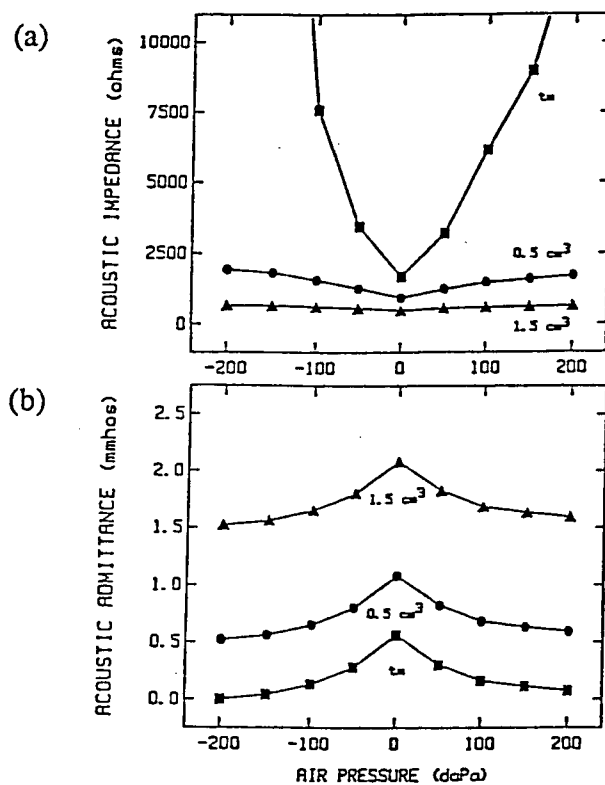 (a)
ACOUSTIC IMPEDANCE (ohms)
10000
7500
5000
2500
0
tm
0.5 cm³
1.5 cm³
-200 -100 0 100 200
(b)
ACOUSTIC ADMITTANCE (mmhos)
2.5
2.0
1.5
1.0
0.5
0.0
1.5 cm³
0.5 cm³
tm
-200 -100 0 100 200
AIR PRESSURE (daPa)